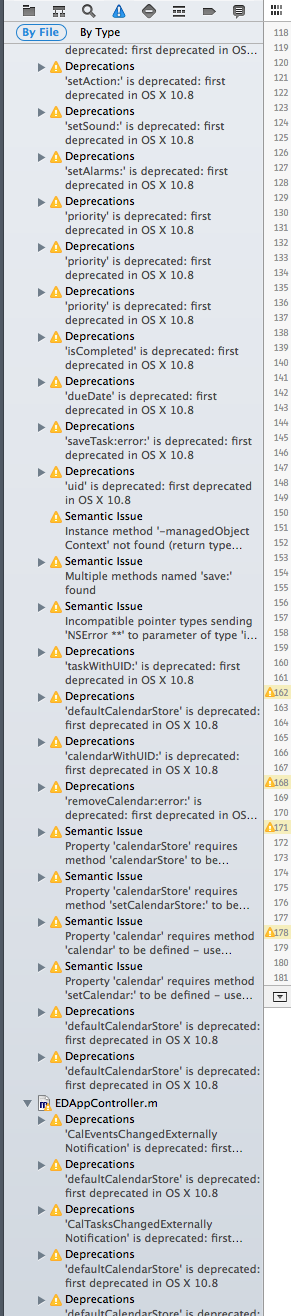 By File By Type
deprecated: first deprecated in OS...
Deprecations
'setAction:' is deprecated: first
deprecated in OS X 10.8
Deprecations
'setSound:' is deprecated: first
deprecated in OS X 10.8
Deprecations
'setAlarms:' is deprecated: first
deprecated in OS X 10.8
Deprecations
'priority' is deprecated: first
deprecated in OS X 10.8
Deprecations
'priority' is deprecated: first
deprecated in OS X 10.8
Deprecations
'priority' is deprecated: first
deprecated in OS X 10.8
Deprecations
'isCompleted' is deprecated: first
deprecated in OS X 10.8
Deprecations
'dueDate' is deprecated: first
deprecated in OS X 10.8
Deprecations
'saveTask:error:' is deprecated: first
deprecated in OS X 10.8
Deprecations
'uid' is deprecated: first deprecated
in OS X 10.8
Semantic Issue
Instance method '-managedObject
Context' not found (return type...
Semantic Issue
Multiple methods named 'save:'
found
Semantic Issue
Incompatible pointer types sending
'NSError **' to parameter of type 'i...
Deprecations
'taskWithUID:' is deprecated: first
deprecated in OS X 10.8
Deprecations
'defaultCalendarStore' is deprecated:
first deprecated in OS X 10.8
Deprecations
'calendarWithUID:' is deprecated:
first deprecated in OS X 10.8
Deprecations
'removeCalendar:error:' is
deprecated: first deprecated in OS...
Semantic Issue
Property 'calendarStore' requires
method 'calendarStore' to be...
Semantic Issue
Property 'calendarStore' requires
method 'setCalendarStore:' to be...
Semantic Issue
Property 'calendar' requires method
'calendar' to be defined - use...
Semantic Issue
Property 'calendar' requires method
'setCalendar:' to be defined - use...
Deprecations
'defaultCalendarStore' is deprecated:
first deprecated in OS X 10.8
Deprecations
'defaultCalendarStore' is deprecated:
first deprecated in OS X 10.8
EDAppController.m
Deprecations
'CalEventsChangedExternally
Notification' is deprecated: first...
Deprecations
'defaultCalendarStore' is deprecated:
first deprecated in OS X 10.8
Deprecations
'CalTasksChangedExternally
Notification' is deprecated: first...
Deprecations
'defaultCalendarStore' is deprecated:
first deprecated in OS X 10.8
Deprecations
'defaultCalendarStore' is deprecated:
118
119
120
121
122
123
124
125
126
127
128
129
130
131
132
133
134
135
136
137
138
139
140
141
142
143
144
145
146
147
148
149
150
151
152
153
154
155
156
157
158
159
160
161
162
163
164
165
166
167
168
169
170
171
172
173
174
175
176
177
178
179
180
181